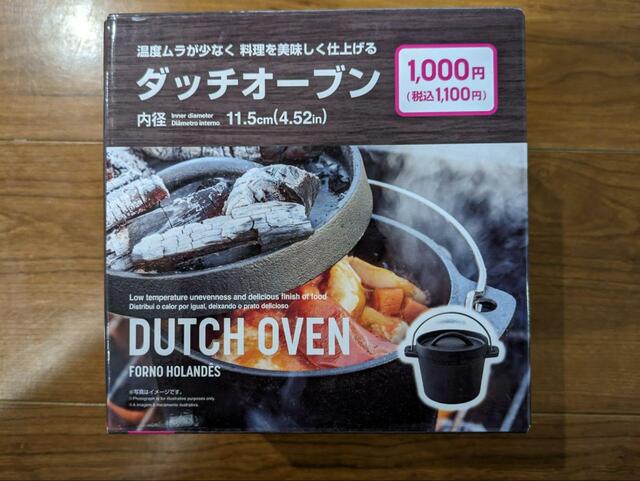 温度ムラが少なく 料理を美味しく仕上げる
ダッチオーブン
1,000円
(税込1,100円)
内径 Inner diameter Diâmetro interno 11.5cm(4.52in)
Low temperature unevenness and delicious finish of food
Distribui o calor por igual, deixando o prato delicioso
DUTCH OVEN
FORNO HOLANDÊS
※写真はイメージです。
※Photograph is for illustrative purposes only.
※A imagem é meramente ilustrativa.